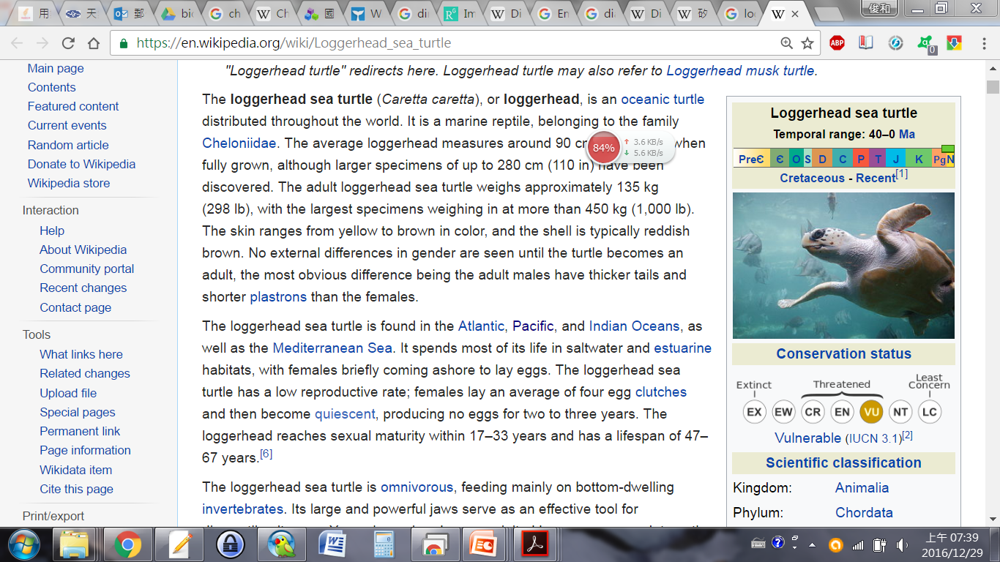 用
天
郵
bio
ch
Ch
國
W
din
Im
Di
En
dia
Di
矽
log
俊和
https://en.wikipedia.org/wiki/Loggerhead_sea_turtle
ABP
0
Main page
Contents
Featured content
Current events
Random article
Donate to Wikipedia
Wikipedia store
Interaction
Help
About Wikipedia
Community portal
Recent changes
Contact page
Tools
What links here
Related changes
Upload file
Special pages
Permanent link
Page information
Wikidata item
Cite this page
Print/export
"Loggerhead turtle" redirects here. Loggerhead turtle may also refer to Loggerhead musk turtle.
The loggerhead sea turtle (Caretta caretta), or loggerhead, is an oceanic turtle
distributed throughout the world. It is a marine reptile, belonging to the family
Cheloniidae. The average loggerhead measures around 90 when
fully grown, although larger specimens of up to 280 cm (110 in) have been
discovered. The adult loggerhead sea turtle weighs approximately 135 kg
(298 lb), with the largest specimens weighing in at more than 450 kg (1,000 lb).
The skin ranges from yellow to brown in color, and the shell is typically reddish
brown. No external differences in gender are seen until the turtle becomes an
adult, the most obvious difference being the adult males have thicker tails and
shorter plastrons than the females.
The loggerhead sea turtle is found in the Atlantic, Pacific, and Indian Oceans, as
well as the Mediterranean Sea. It spends most of its life in saltwater and estuarine
habitats, with females briefly coming ashore to lay eggs. The loggerhead sea
turtle has a low reproductive rate; females lay an average of four egg clutches
and then become quiescent, producing no eggs for two to three years. The
loggerhead reaches sexual maturity within 17–33 years and has a lifespan of 47–
67 years.[6]
The loggerhead sea turtle is omnivorous, feeding mainly on bottom-dwelling
invertebrates. Its large and powerful jaws serve as an effective tool for
84%
3.6 KB/s
5.6 KB/s
Loggerhead sea turtle
Temporal range: 40–0 Ma
PreЄ Є O S D C P T J K Pg N
Cretaceous - Recent[1]
Conservation status
Extinct Threatened Least Concern
EX EW CR EN VU NT LC
Vulnerable (IUCN 3.1)[2]
Scientific classification
Kingdom: Animalia
Phylum: Chordata
上午 07:39
2016/12/29